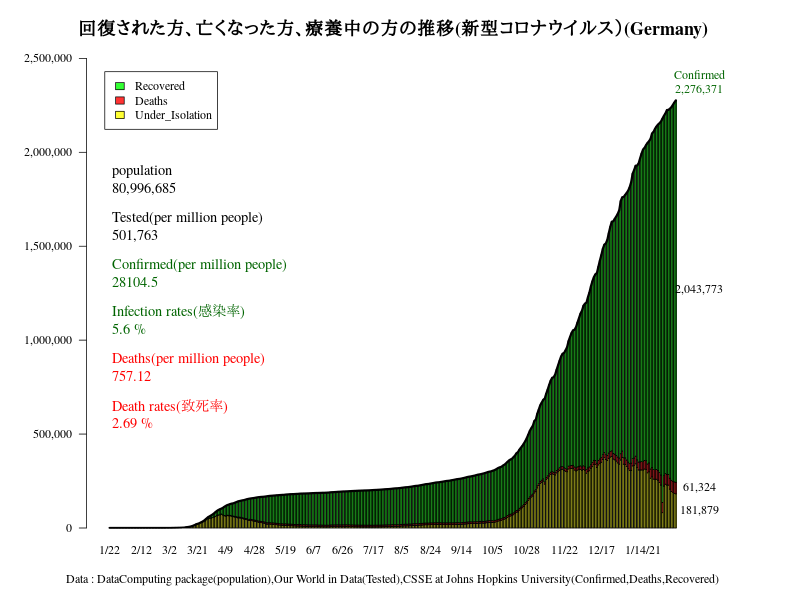 回復された方、亡くなった方、療養中の方の推移(新型コロナウイルス）(Germany)
2,500,000
2,000,000
1,500,000
1,000,000
500,000
0
Recovered
Deaths
Under_Isolation
population
80,996,685
Tested(per million people)
501,763
Confirmed(per million people)
28104.5
Infection rates(感染率)
5.6 %
Deaths(per million people)
757.12
Death rates(致死率)
2.69 %
Confirmed
2,276,371
2,043,773
61,324
181,879
1/22 2/12 3/2 3/21 4/9 4/28 5/19 6/7 6/26 7/17 8/5 8/24 9/14 10/5 10/28 11/22 12/17 1/14/21
Data : DataComputing package(population),Our World in Data(Tested),CSSE at Johns Hopkins University(Confirmed,Deaths,Recovered)